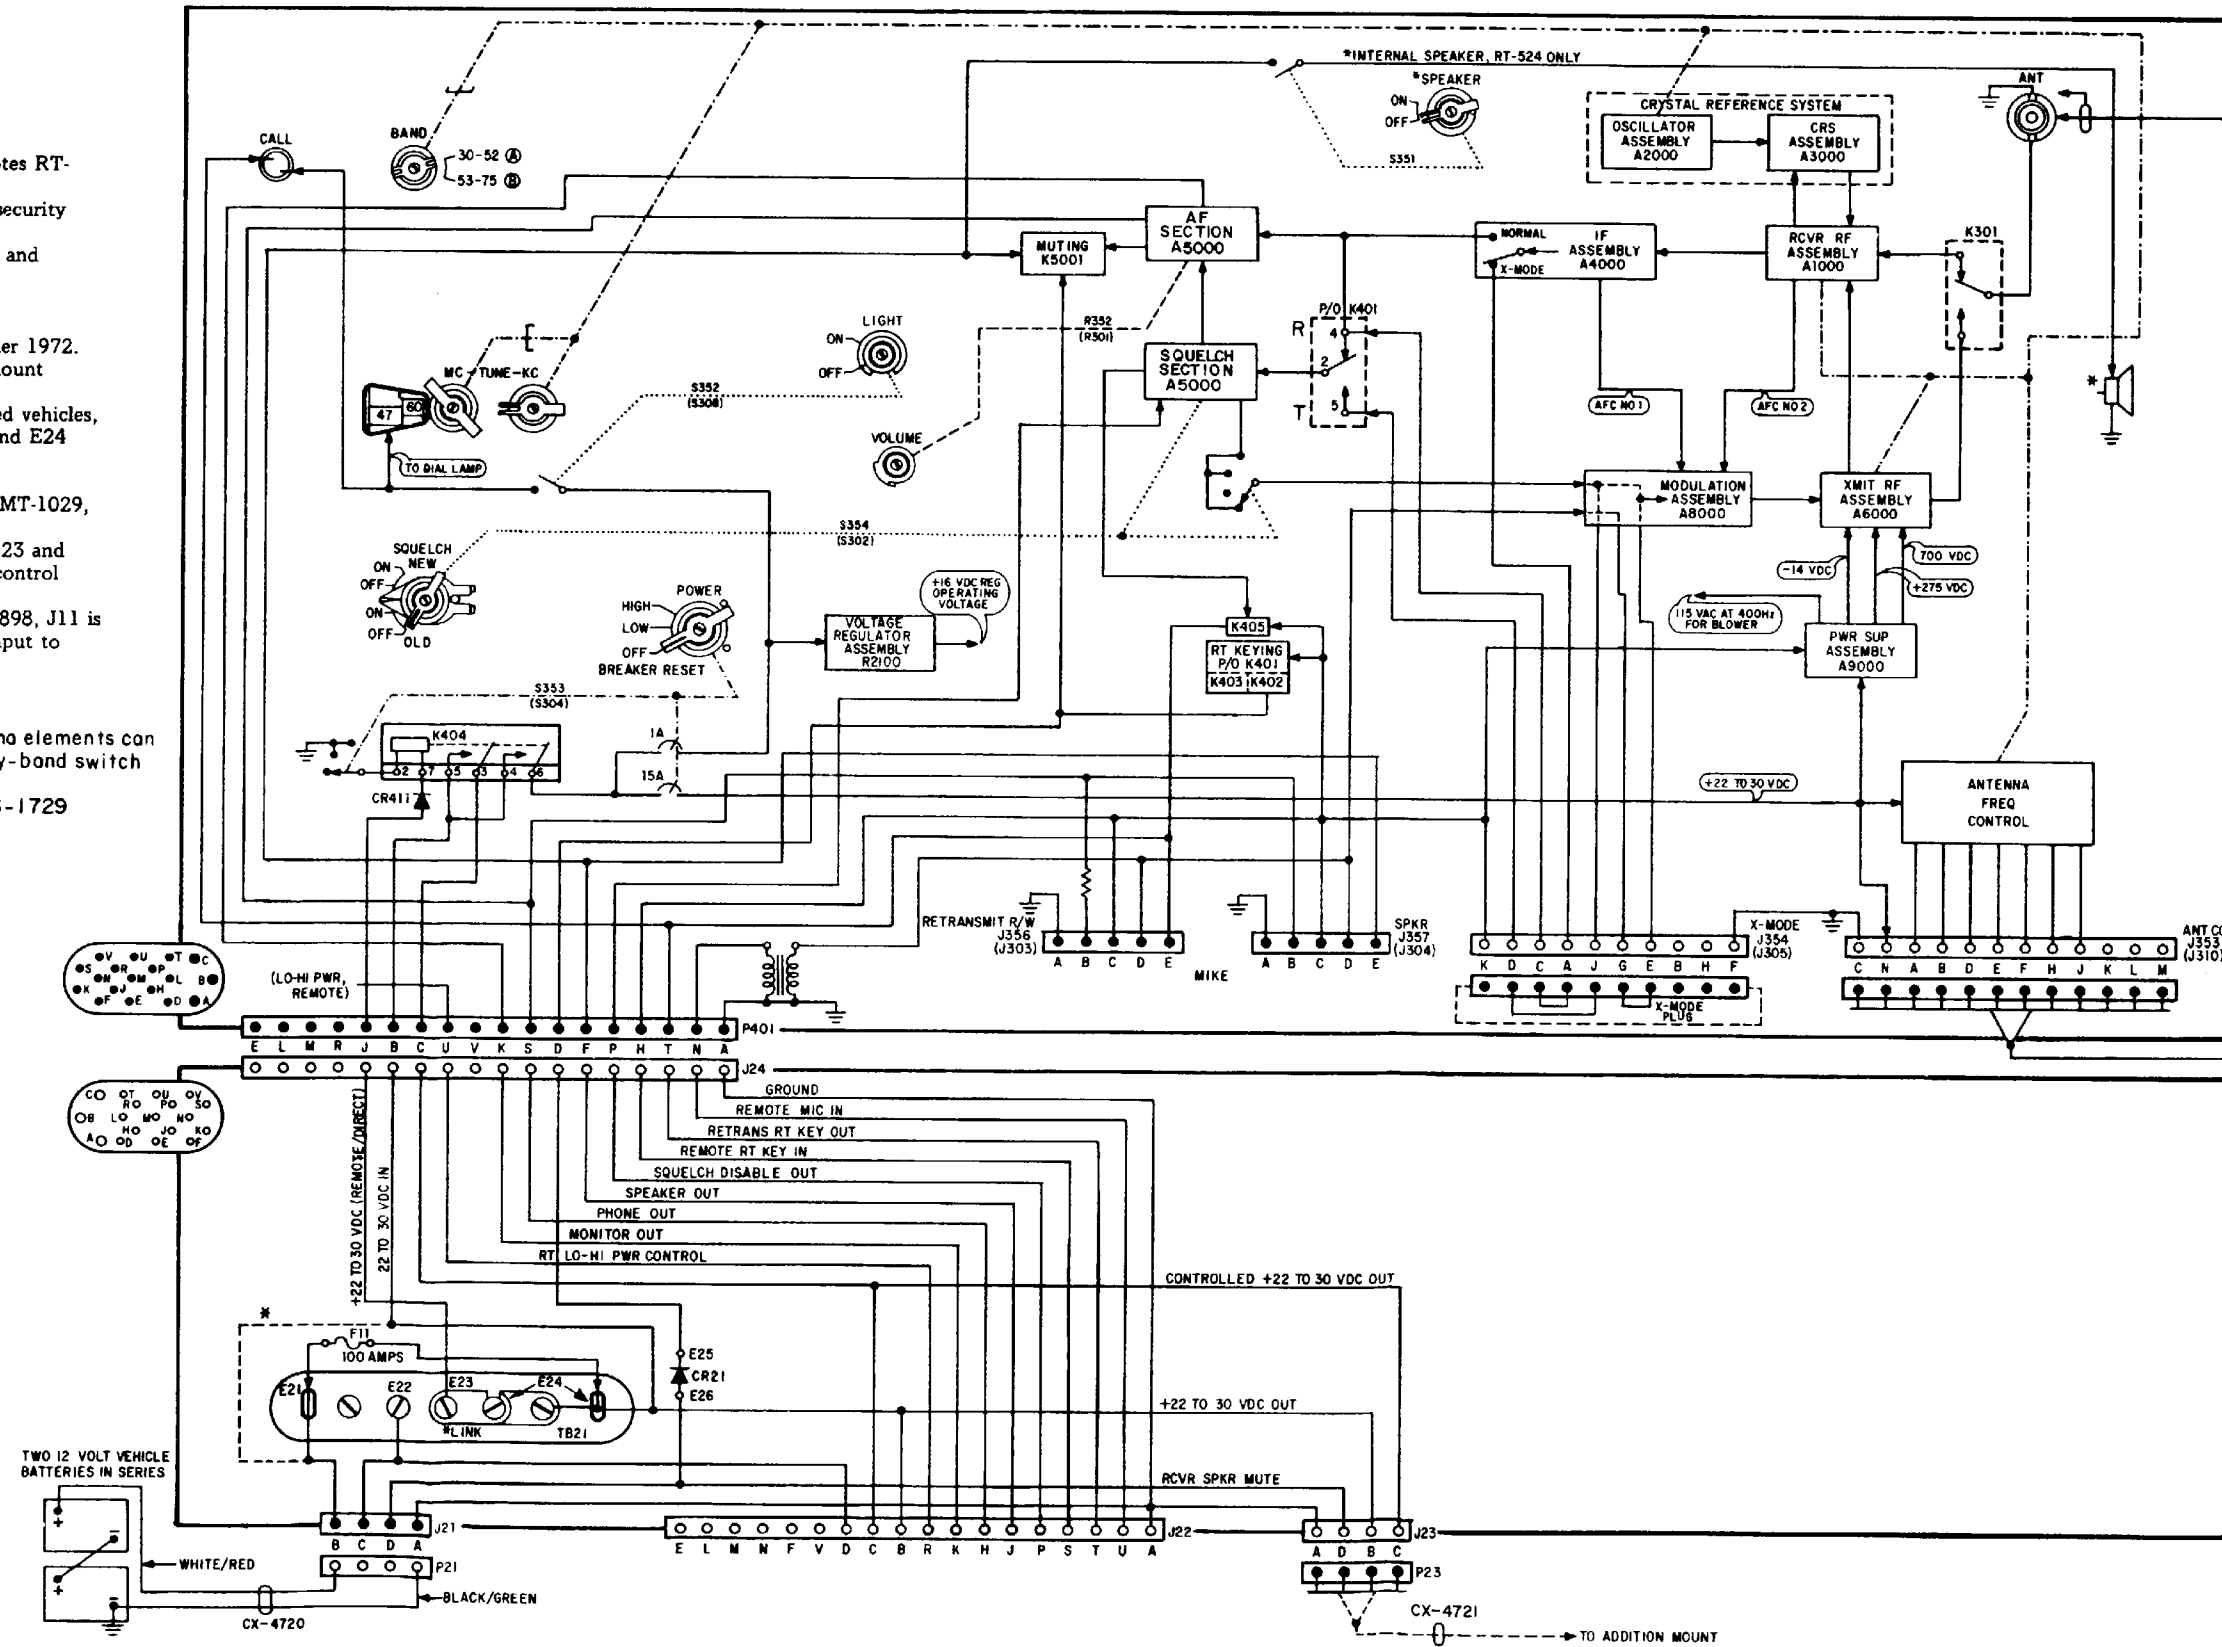 tes RT-
security
and
er 1972.
ount
ed vehicles,
nd E24
MT-1029,
23 and
control
898, J11 is
put to
na elements can
y-band switch
-1729
CALL
BAND
30-52 Ⓐ
53-75 Ⓑ
*INTERNAL SPEAKER, RT-524 ONLY
*SPEAKER
ON
OFF
S351
CRYSTAL REFERENCE SYSTEM
OSCILLATOR
ASSEMBLY
A2000
CRS
ASSEMBLY
A3000
ANT
AF
SECTION
A5000
MUTING
K5001
NORMAL
X-MODE
IF
ASSEMBLY
A4000
RCVR RF
ASSEMBLY
A1000
K301
LIGHT
ON
OFF
R352
(R301)
P/O K401
R
4
2
T
5
SQUELCH
SECTION
A5000
MC-TUNE-KC
47
60
S352
(S308)
AFC NO 1
AFC NO 2
*
VOLUME
TO DIAL LAMP
MODULATION
ASSEMBLY
A8000
XMIT RF
ASSEMBLY
A6000
S354
(S302)
SQUELCH
NEW
ON
OFF
ON
OFF
OLD
POWER
HIGH
LOW
OFF
BREAKER RESET
+16 VDC REG
OPERATING
VOLTAGE
VOLTAGE
REGULATOR
ASSEMBLY
R2100
-14 VDC
700 VDC
+275 VDC
115 VAC AT 400Hz
FOR BLOWER
PWR SUP
ASSEMBLY
A9000
K405
RT KEYING
P/O K401
K403 K402
S353
(S304)
K404
2 7 5 3 4 6
1A
15A
CR411
+22 TO 30 VDC
ANTENNA
FREQ
CONTROL
RETRANSMIT R/W
J356
(J303)
A B C D E
MIKE
SPKR
J357
(J304)
A B C D E
X-MODE
J354
(J305)
K D C A J G E B H F
X-MODE
PLUG
ANT CO
J353
(J310)
C N A B D E F H J K L M
V U T C
S R P
N M L B
K J H
F E D A
(LO-HI PWR,
REMOTE)
P401
E L M R J B C U V K S D F P H T N A
J24
C T U V
R P S
B L M N
H J K
A D E F
GROUND
REMOTE MIC IN
RETRANS RT KEY OUT
REMOTE RT KEY IN
SQUELCH DISABLE OUT
SPEAKER OUT
PHONE OUT
MONITOR OUT
RT LO-HI PWR CONTROL
+22 TO 30 VDC (REMOTE/DIRECT)
22 TO 30 VDC IN
CONTROLLED +22 TO 30 VDC OUT
*
F11
100 AMPS
E21
E22
E23
E24
*LINK
TB21
E25
CR21
E26
+22 TO 30 VDC OUT
RCVR SPKR MUTE
TWO 12 VOLT VEHICLE
BATTERIES IN SERIES
+
-
+
-
WHITE/RED
BLACK/GREEN
CX-4720
J21
B C D A
P21
J22
E L M N F V D C B R K H J P S T U A
J23
A D B C
P23
CX-4721
TO ADDITION MOUNT